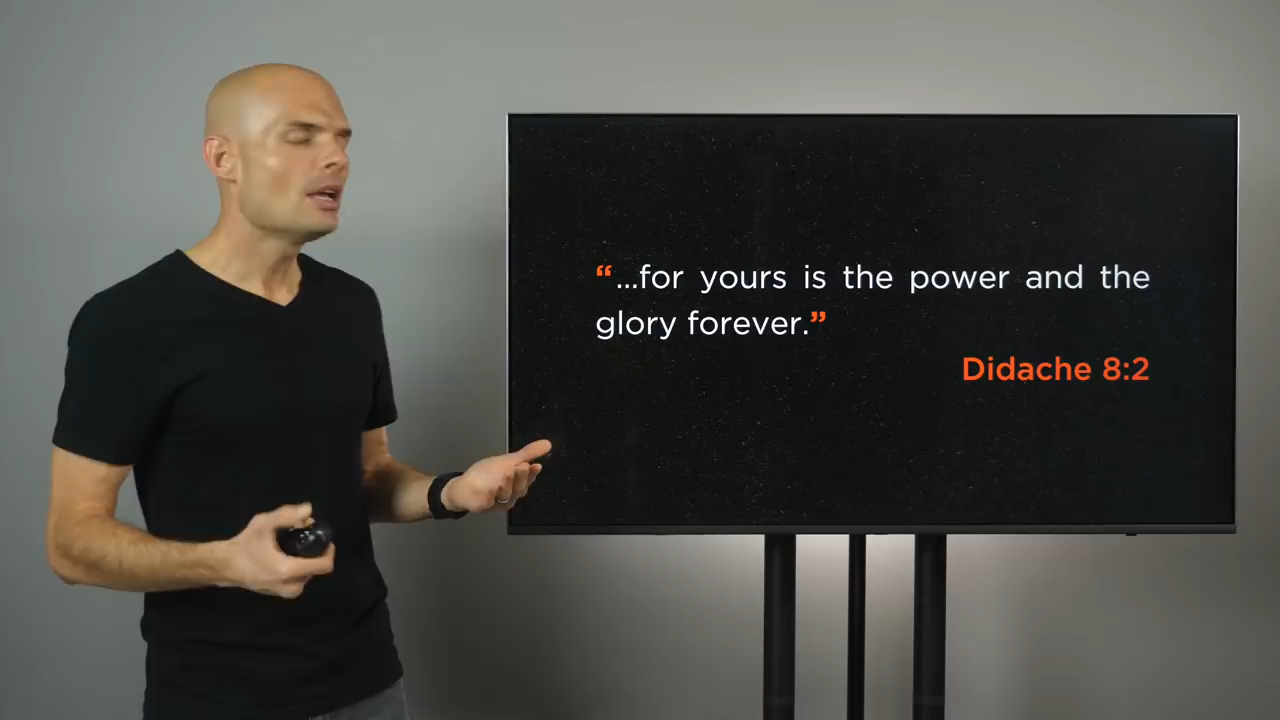 “…for yours is the power and the
glory forever.”
Didache 8:2